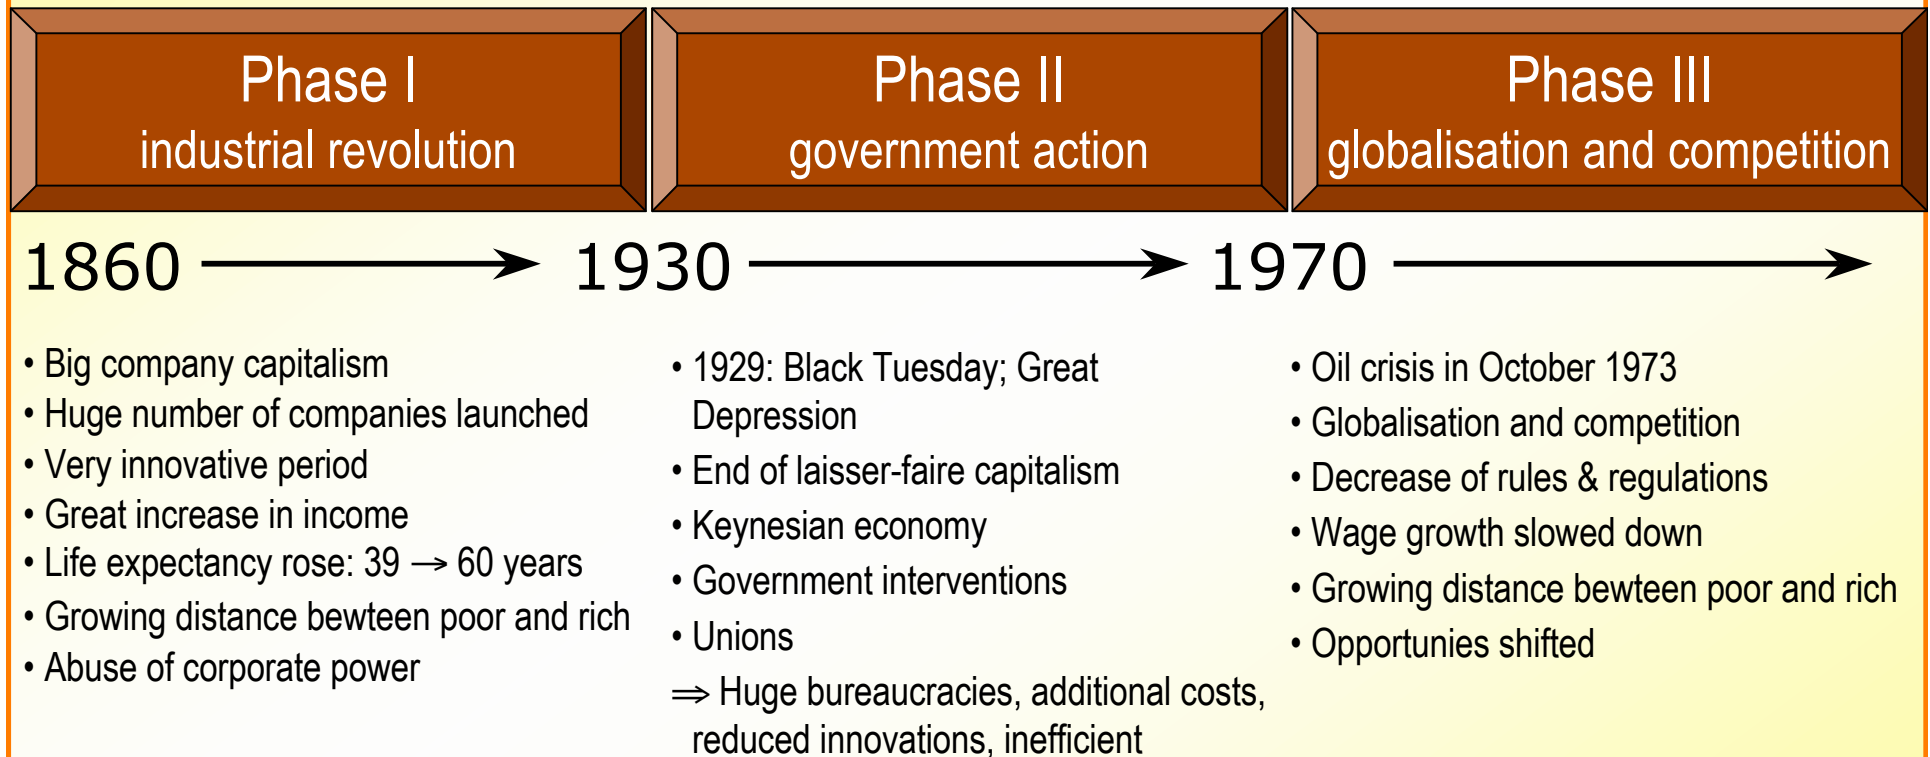 Phase I
industrial revolution
Phase II
government action
Phase III
globalisation and competition
1860
1930
1970
• Big company capitalism
• Huge number of companies launched
• Very innovative period
• Great increase in income
• Life expectancy rose: 39 → 60 years
• Growing distance bewteen poor and rich
• Abuse of corporate power
• 1929: Black Tuesday; Great
Depression
• End of laisser-faire capitalism
• Keynesian economy
• Government interventions
• Unions
⇒ Huge bureaucracies, additional costs,
reduced innovations, inefficient
• Oil crisis in October 1973
• Globalisation and competition
• Decrease of rules & regulations
• Wage growth slowed down
• Growing distance bewteen poor and rich
• Opportunies shifted